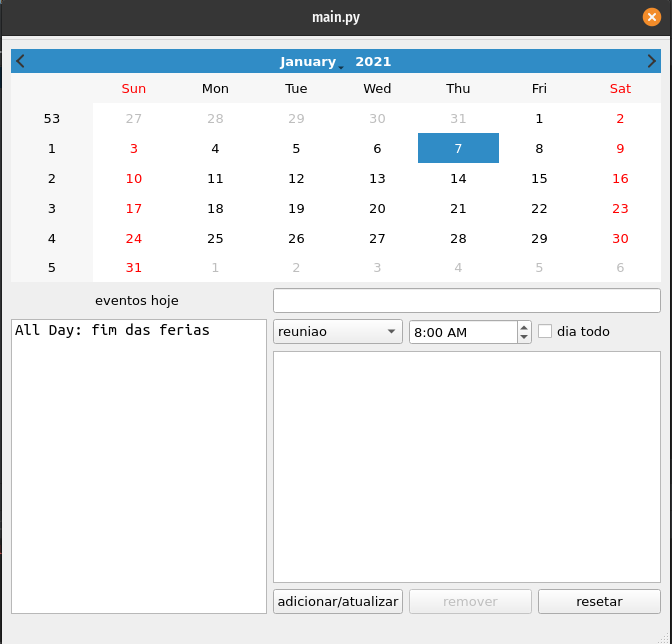 main.py
January 2021
Sun Mon Tue Wed Thu Fri Sat
53 27 28 29 30 31 1 2
1 3 4 5 6 7 8 9
2 10 11 12 13 14 15 16
3 17 18 19 20 21 22 23
4 24 25 26 27 28 29 30
5 31 1 2 3 4 5 6
eventos hoje
All Day: fim das ferias
reuniao 8:00 AM dia todo
adicionar/atualizar remover resetar